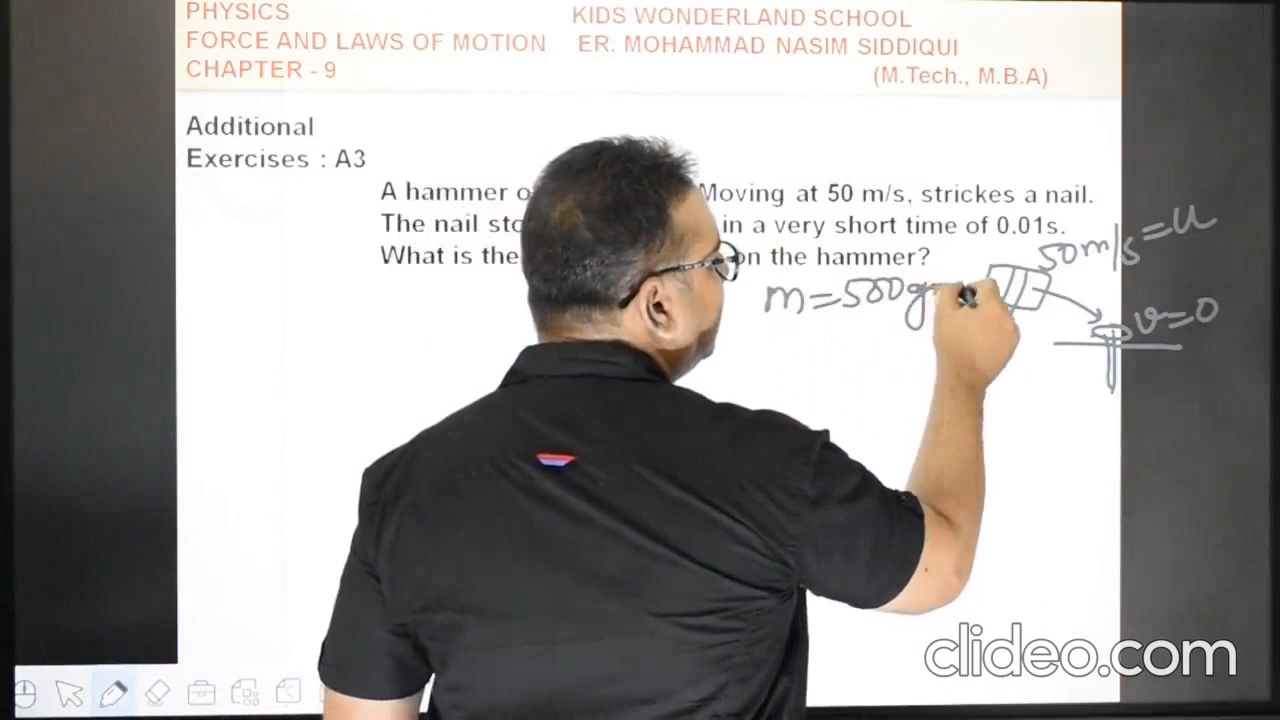 PHYSICS KIDS WONDERLAND SCHOOL
FORCE AND LAWS OF MOTION ER. MOHAMMAD NASIM SIDDIQUI
CHAPTER - 9 (M.Tech., M.B.A)
Additional
Exercises : A3
A hammer Moving at 50 m/s, strickes a nail.
The nail in a very short time of 0.01s.
What is the on the hammer?
50m/s=u
m=500g
v=0
clideo.com